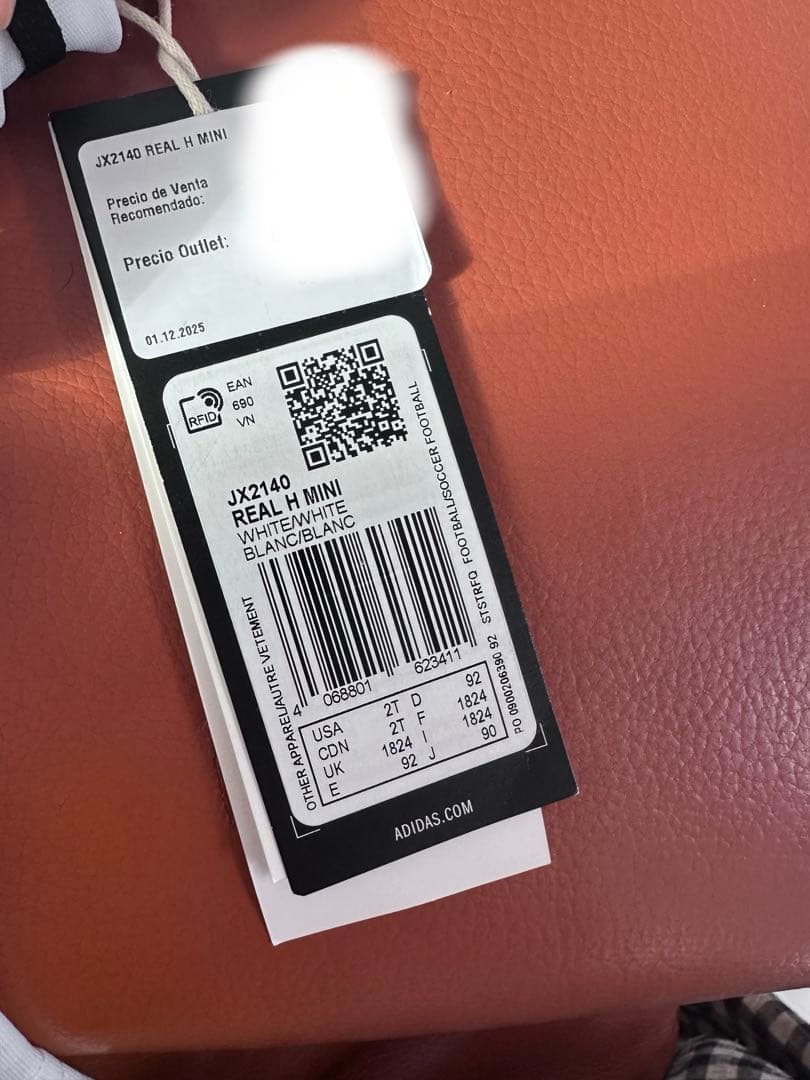 JX2140 REAL H MINI
Precio de Venta
Recomendado:
Precio Outlet:
01.12.2025
RFID
EAN
690
VN
JX2140
REAL H MINI
WHITE/WHITE
BLANC/BLANC
OTHER APPAREL/AUTRE VETEMENT
STSTRFQ FOOTBALL/SOCCER FOOTBALL
4 068801 623411
USA 2T D 92
CDN 2T F 1824
UK 1824 I 1824
E 92 J 90
PO 0900206390 92
ADIDAS.COM